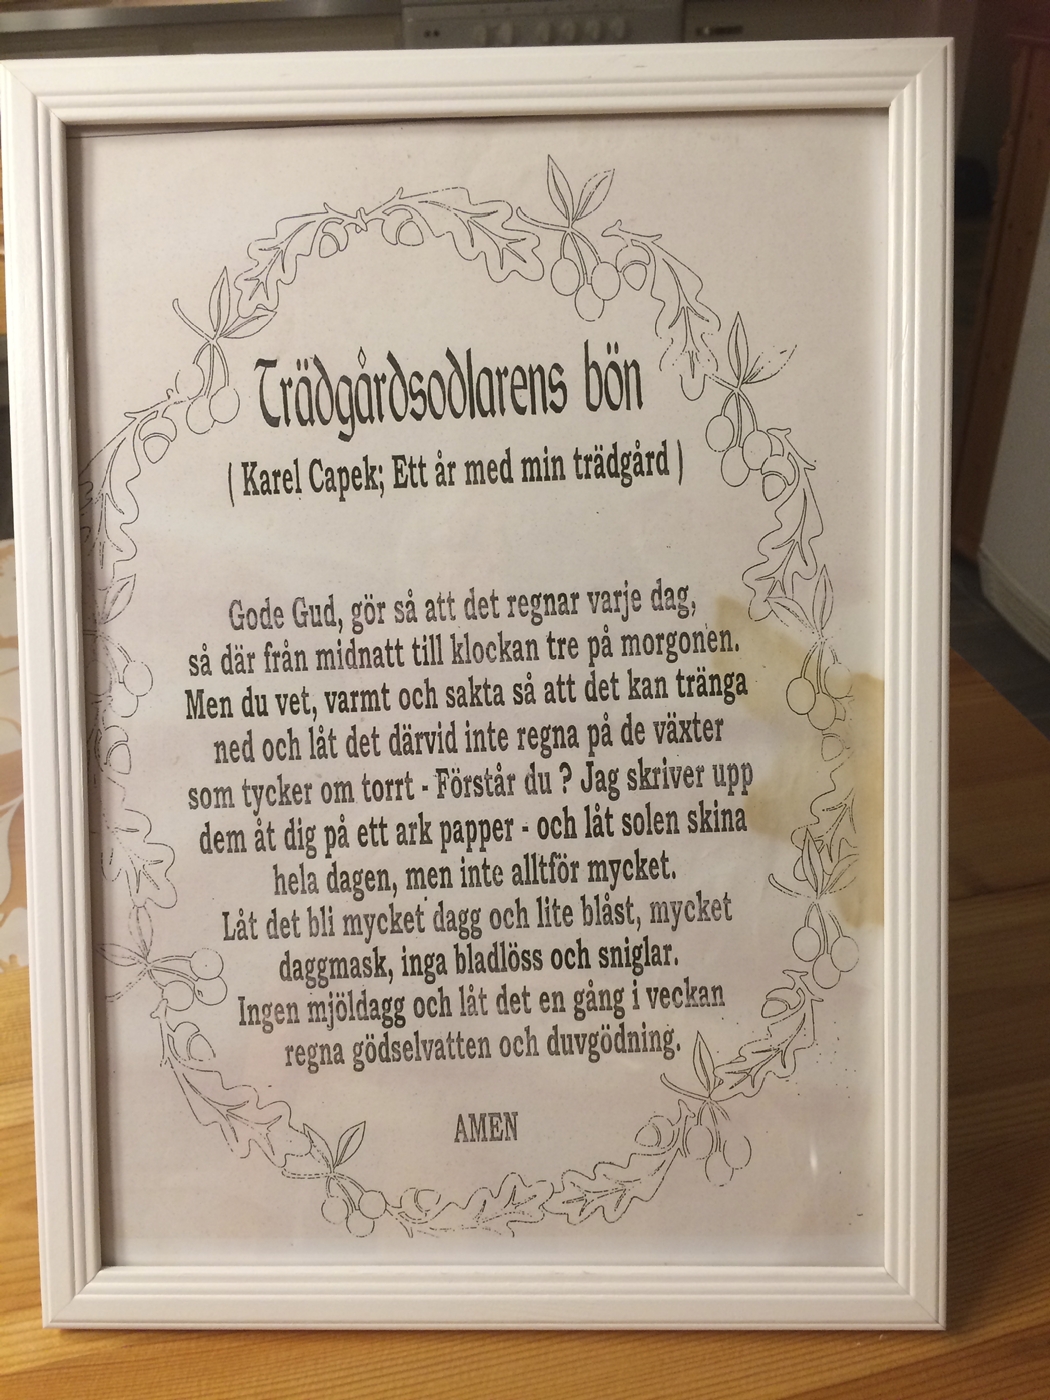 Trädgårdsodlarens bön
( Karel Capek; Ett år med min trädgård )
Gode Gud, gör så att det regnar varje dag,
så där från midnatt till klockan tre på morgonen.
Men du vet, varmt och sakta så att det kan tränga
ned och låt det därvid inte regna på de växter
som tycker om torrt - Förstår du ? Jag skriver upp
dem åt dig på ett ark papper - och låt solen skina
hela dagen, men inte alltför mycket.
Låt det bli mycket dagg och lite blåst, mycket
daggmask, inga bladlöss och sniglar.
Ingen mjöldagg och låt det en gång i veckan
regna gödselvatten och duvgödning.
AMEN